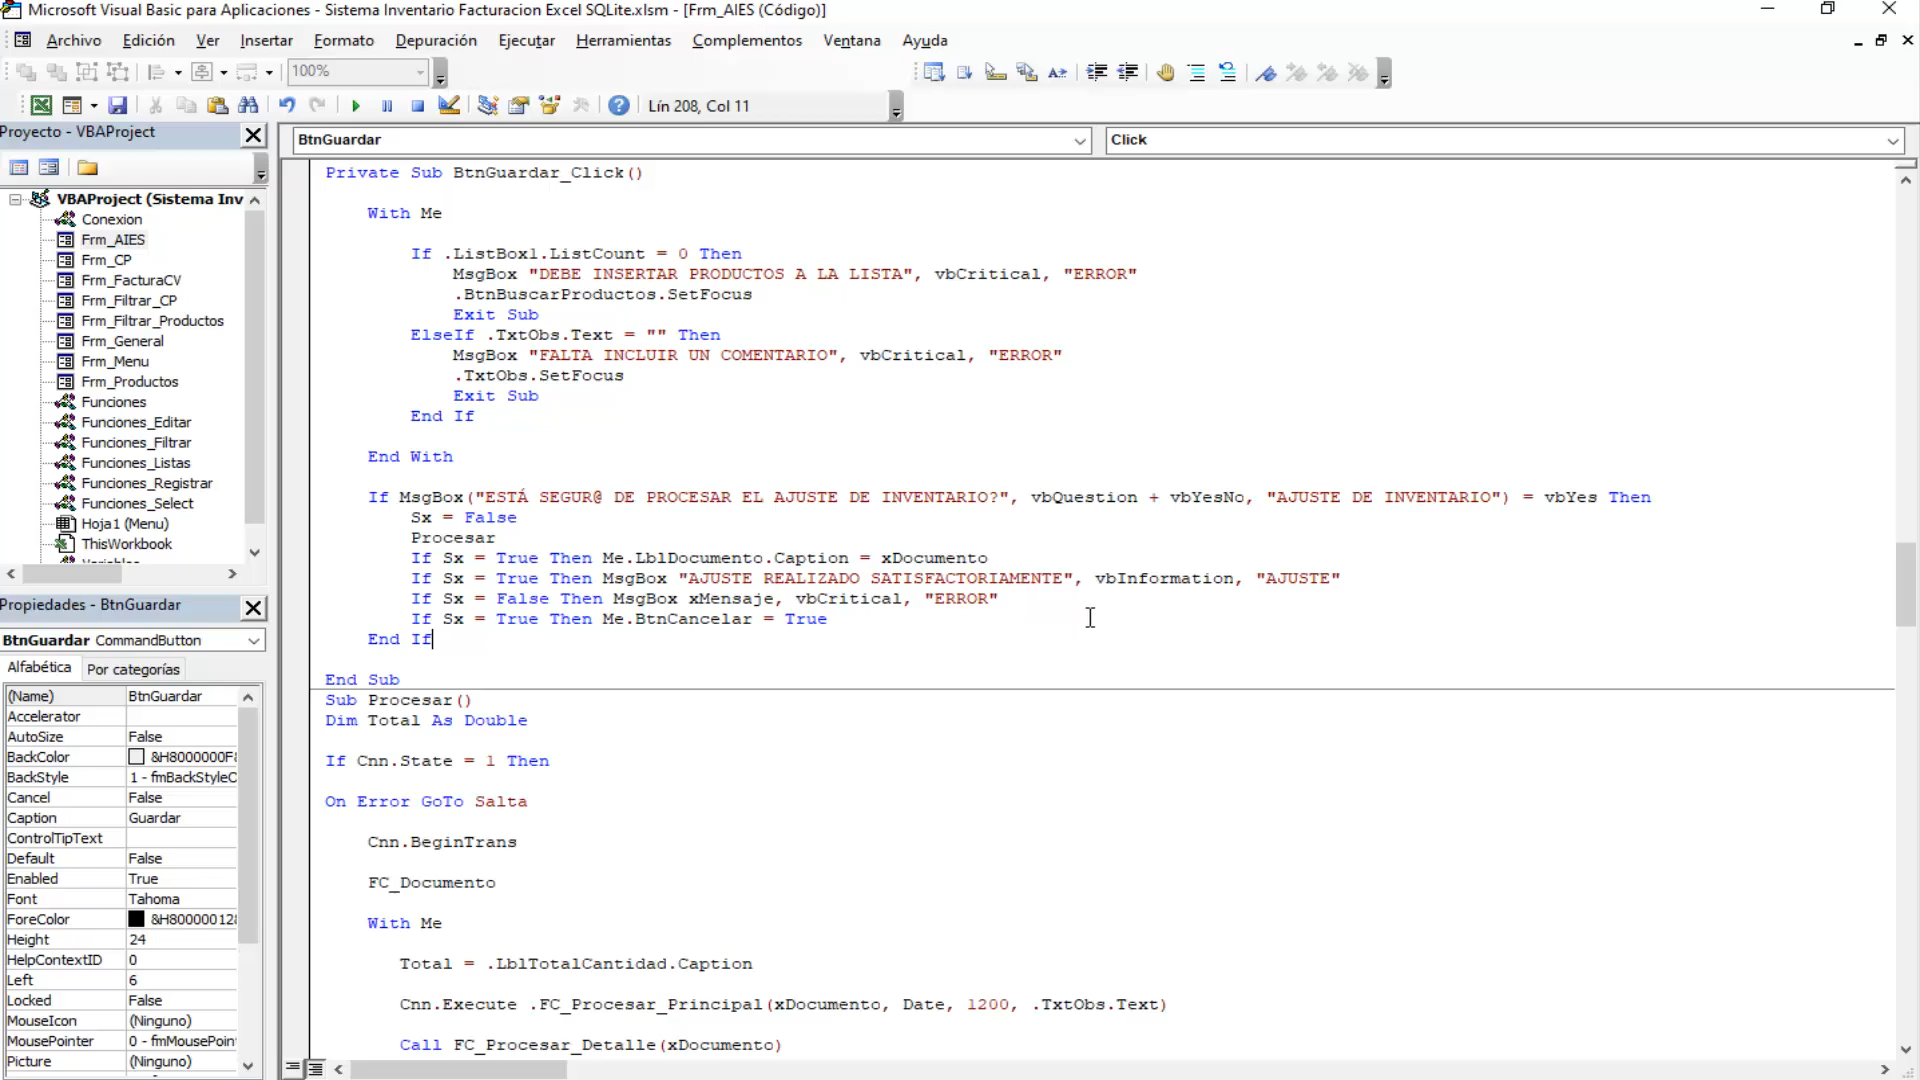 Microsoft Visual Basic para Aplicaciones - Sistema Inventario Facturacion Excel SQLite.xlsm - [Frm_AIES (Código)]
Archivo Edición Ver Insertar Formato Depuración Ejecutar Herramientas Complementos Ventana Ayuda
100%
Lín 208, Col 11
Proyecto - VBAProject
BtnGuardar
Click
VBAProject (Sistema Inv
Conexion
Frm_AIES
Frm_CP
Frm_FacturaCV
Frm_Filtrar_CP
Frm_Filtrar_Productos
Frm_General
Frm_Menu
Frm_Productos
Funciones
Funciones_Editar
Funciones_Filtrar
Funciones_Listas
Funciones_Registrar
Funciones_Select
Hoja1 (Menu)
ThisWorkbook
Propiedades - BtnGuardar
BtnGuardar CommandButton
Alfabética Por categorías
(Name) BtnGuardar
Accelerator
AutoSize False
BackColor &H8000000F&
BackStyle 1 - fmBackStyleO
Cancel False
Caption Guardar
ControlTipText
Default False
Enabled True
Font Tahoma
ForeColor &H80000012&
Height 24
HelpContextID 0
Left 6
Locked False
MouseIcon (Ninguno)
MousePointer 0 - fmMousePoin
Picture (Ninguno)
Private Sub BtnGuardar_Click()
With Me
If .ListBox1.ListCount = 0 Then
MsgBox "DEBE INSERTAR PRODUCTOS A LA LISTA", vbCritical, "ERROR"
.BtnBuscarProductos.SetFocus
Exit Sub
ElseIf .TxtObs.Text = "" Then
MsgBox "FALTA INCLUIR UN COMENTARIO", vbCritical, "ERROR"
.TxtObs.SetFocus
Exit Sub
End If
End With
If MsgBox("ESTÁ SEGUR@ DE PROCESAR EL AJUSTE DE INVENTARIO?", vbQuestion + vbYesNo, "AJUSTE DE INVENTARIO") = vbYes Then
Sx = False
Procesar
If Sx = True Then Me.LblDocumento.Caption = xDocumento
If Sx = True Then MsgBox "AJUSTE REALIZADO SATISFACTORIAMENTE", vbInformation, "AJUSTE"
If Sx = False Then MsgBox xMensaje, vbCritical, "ERROR"
If Sx = True Then Me.BtnCancelar = True
End If
End Sub
Sub Procesar()
Dim Total As Double
If Cnn.State = 1 Then
On Error GoTo Salta
Cnn.BeginTrans
FC_Documento
With Me
Total = .LblTotalCantidad.Caption
Cnn.Execute .FC_Procesar_Principal(xDocumento, Date, 1200, .TxtObs.Text)
Call FC_Procesar_Detalle(xDocumento)